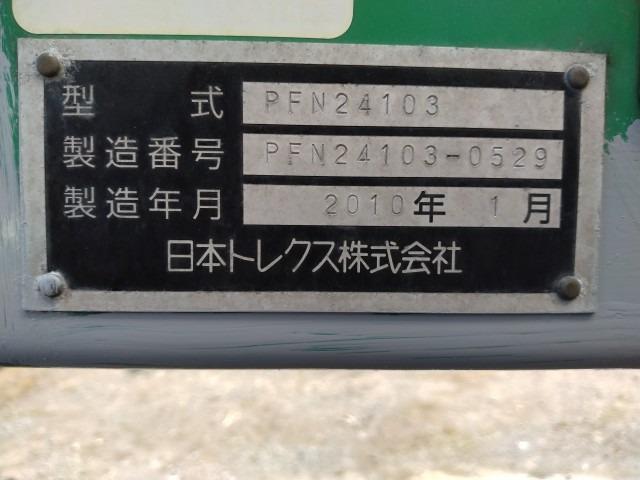 型 式 PFN24103
製造番号 PFN24103-0529
製造年月 2010年 1月
日本トレクス株式会社